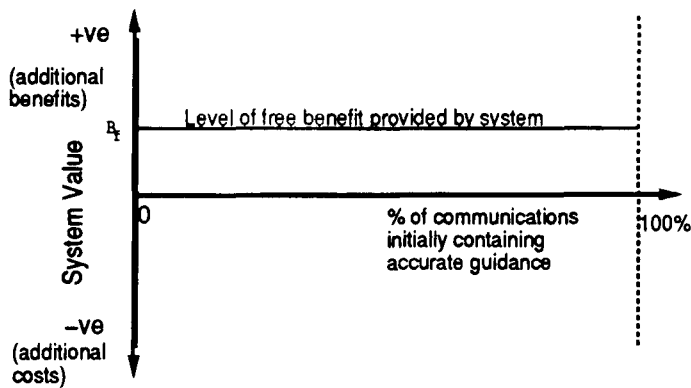 +ve
(additional
benefits)
Level of free benefit provided by system
Bf
System Value
0
% of communications
initially containing
accurate guidance
100%
-ve
(additional
costs)